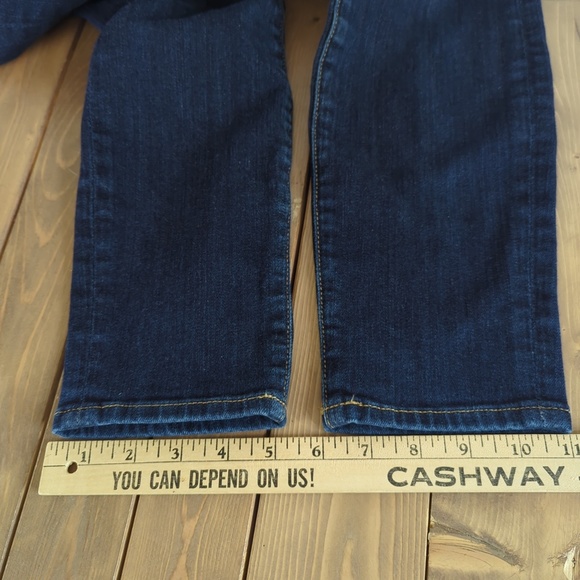 1 2 3 4 5 6 7 8 9 10 11
YOU CAN DEPEND ON US! CASHWAY